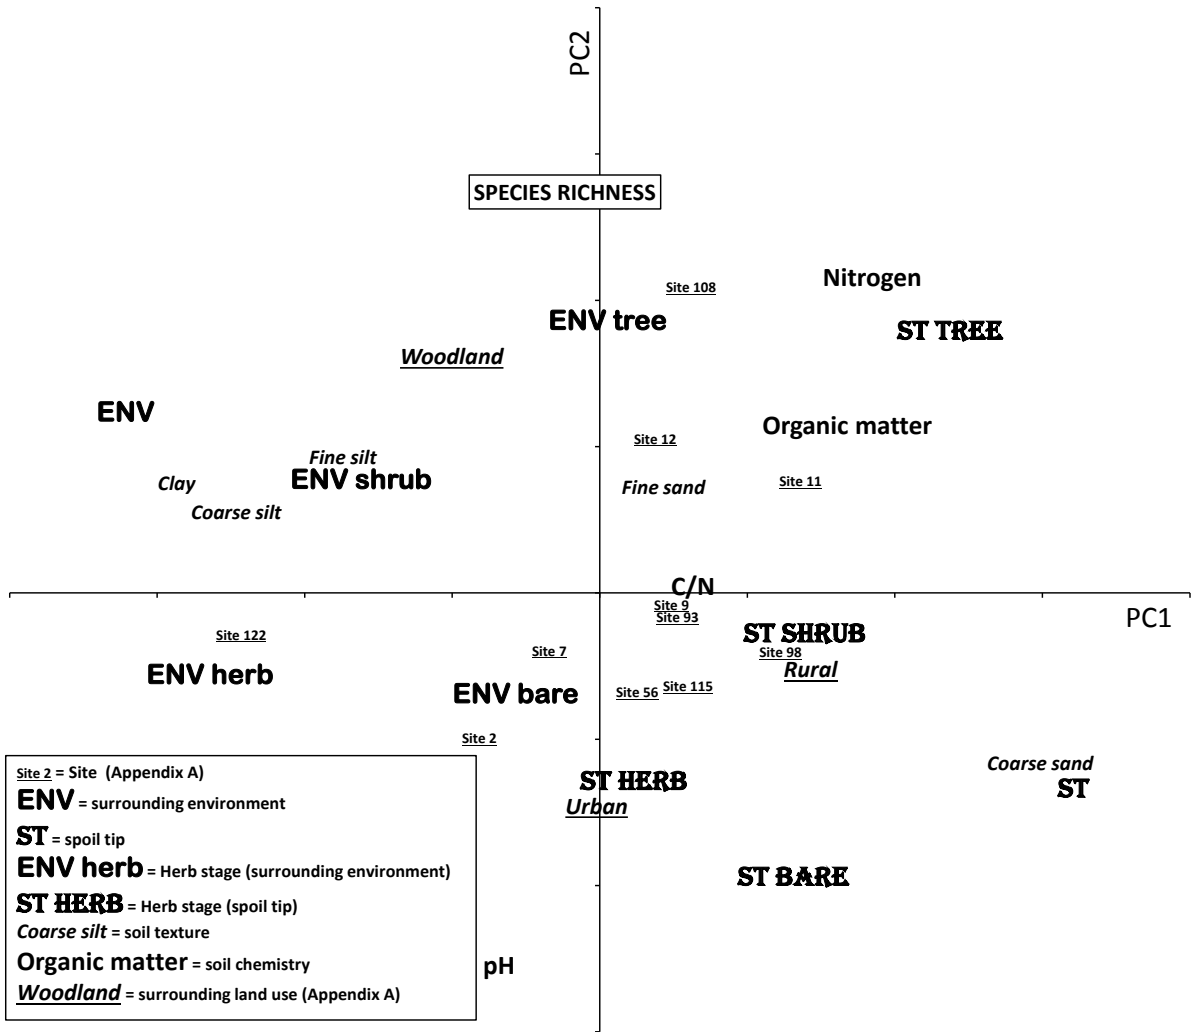 PC2
SPECIES RICHNESS
Nitrogen
Site 108
ENV tree
ST TREE
Woodland
ENV
Organic matter
Site 12
Fine silt
ENV shrub
Site 11
Clay
Fine sand
Coarse silt
C/N
Site 9
PC1
Site 93
ST SHRUB
Site 122
Site 7
Site 98
ENV herb
Rural
ENV bare
Site 56
Site 115
Site 2
Coarse sand
ST HERB
ST
Urban
ST BARE
pH
Site 2 = Site (Appendix A)
ENV = surrounding environment
ST = spoil tip
ENV herb = Herb stage (surrounding environment)
ST HERB = Herb stage (spoil tip)
Coarse silt = soil texture
Organic matter = soil chemistry
Woodland = surrounding land use (Appendix A)